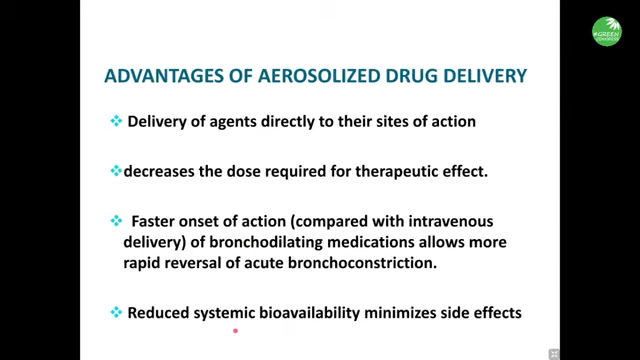 #GREEN
ADVANTAGES OF AEROSOLIZED DRUG DELIVERY
Delivery of agents directly to their sites of action
decreases the dose required for therapeutic effect.
Faster onset of action (compared with intravenous
delivery) of bronchodilating medications allows more
rapid reversal of acute bronchoconstriction.
Reduced systemic bioavailability minimizes side effects